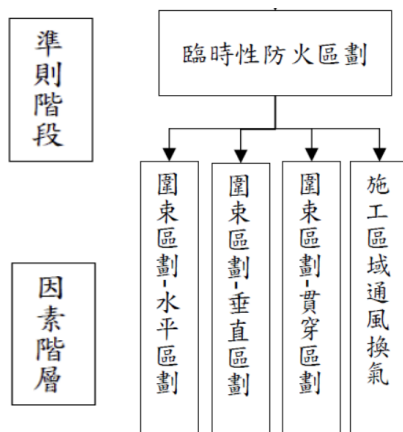 準則階段
臨時性防火區劃
因素階層
圍束區劃-水平區劃
圍束區劃-垂直區劃
圍束區劃-貫穿區劃
施工區域通風換氣